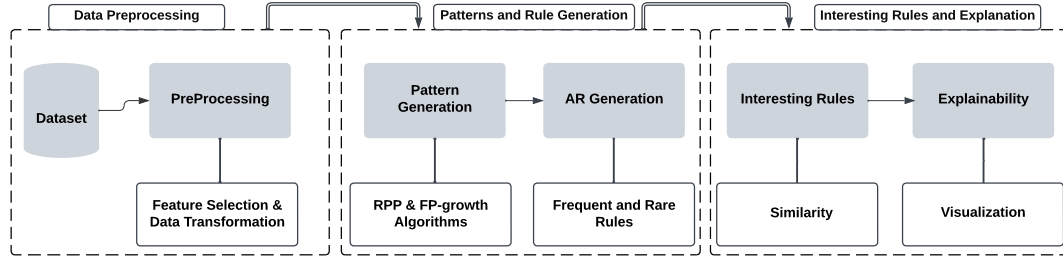 Data Preprocessing
Patterns and Rule Generation
Interesting Rules and Explanation
Dataset
PreProcessing
Pattern
Generation
AR Generation
Interesting Rules
Explainability
Feature Selection &
Data Transformation
RPP & FP-growth
Algorithms
Frequent and Rare
Rules
Similarity
Visualization